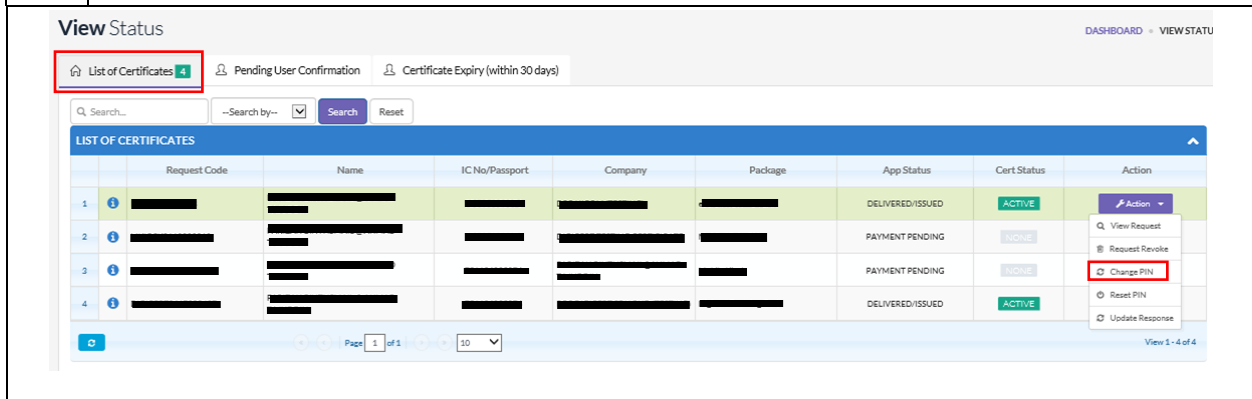 View Status
DASHBOARD VIEW STATU
List of Certificates 4 Pending User Confirmation Certificate Expiry (within 30 days)
Search... --Search by-- Search Reset
LIST OF CERTIFICATES
Request Code Name IC No/Passport Company Package App Status Cert Status Action
1 DELIVERED/ISSUED ACTIVE Action
View Request
2 PAYMENT PENDING NONE
Request Revoke
3 PAYMENT PENDING NONE Change PIN
Reset PIN
4 DELIVERED/ISSUED ACTIVE
Update Response
Page 1 of 1 10 View 1 - 4 of 4